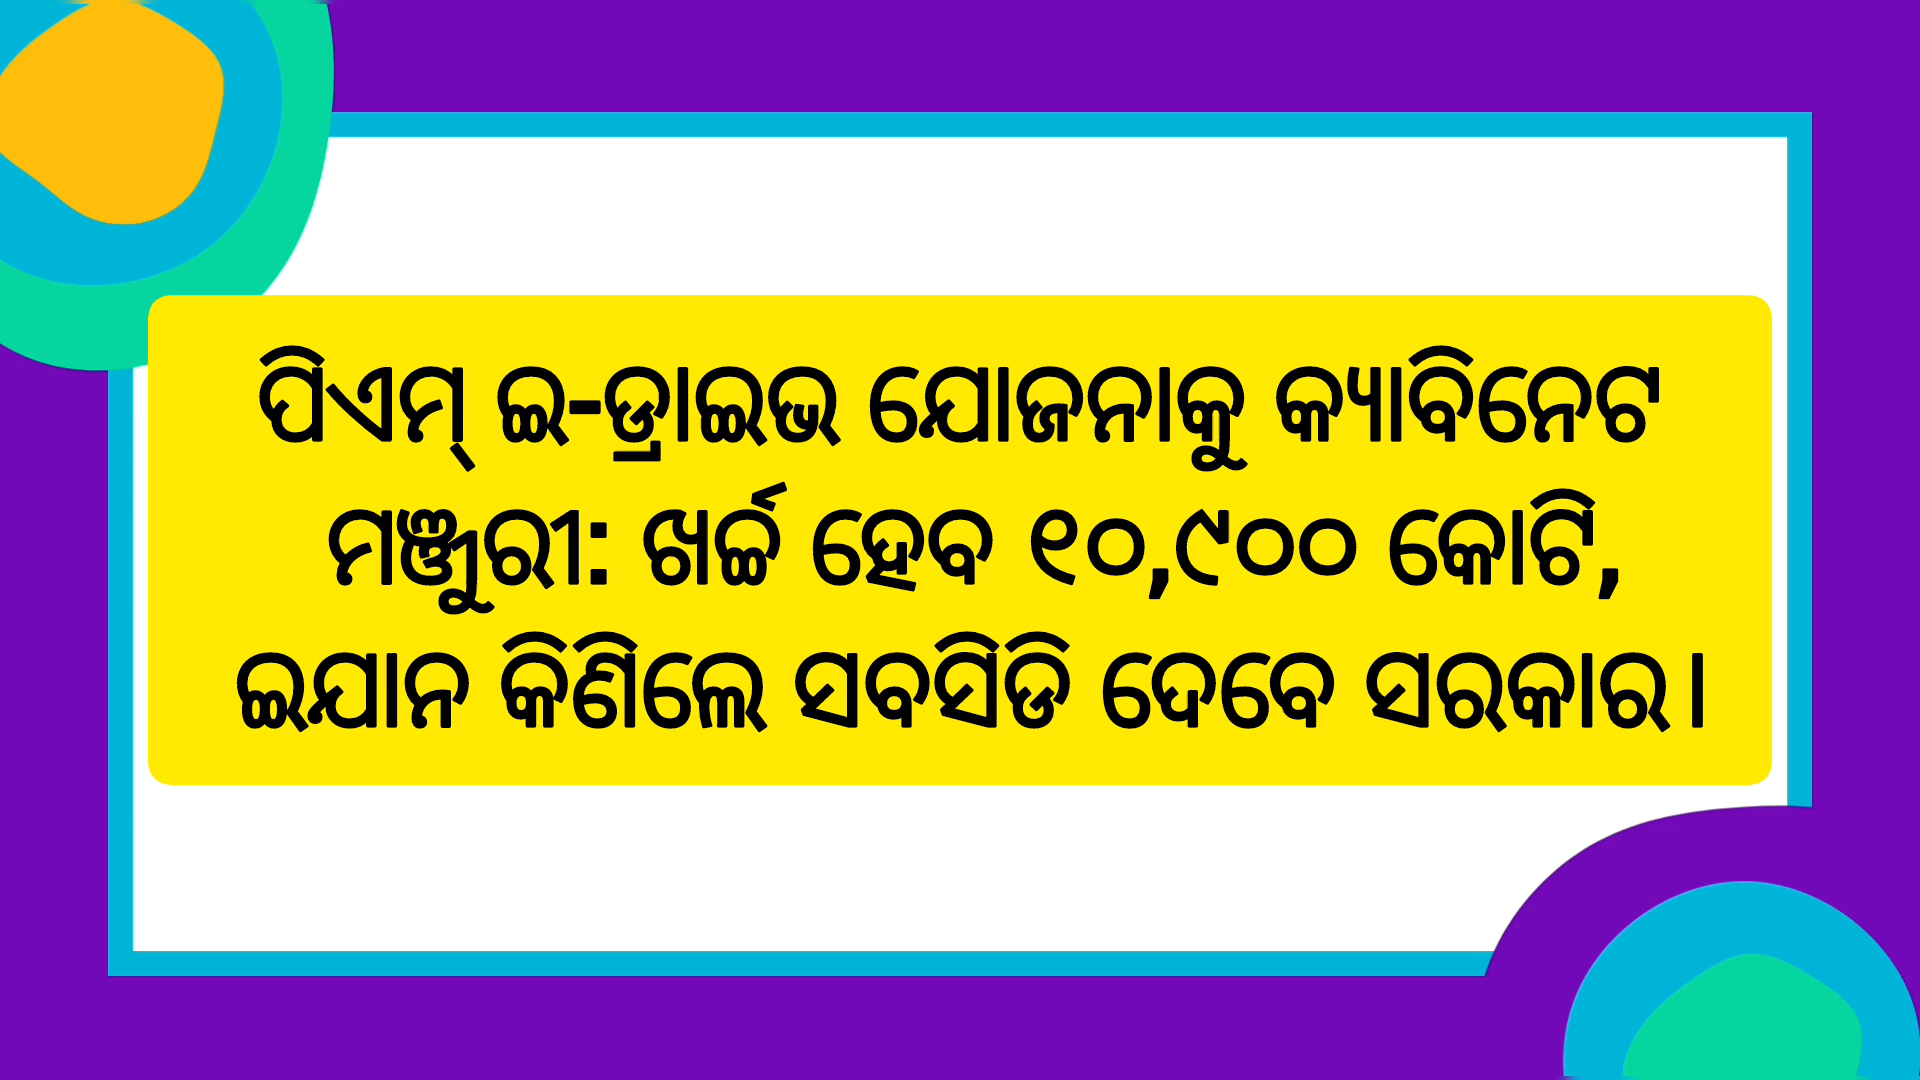 ପିଏମ୍ ଇ-ଡ୍ରାଇଭ ଯୋଜନାକୁ କ୍ୟାବିନେଟ
ମଞ୍ଜୁରୀ: ଖର୍ଚ୍ଚ ହେବ ୧୦,୯୦୦ କୋଟି,
ଇଯାନ କିଣିଲେ ସବସିଡି ଦେବେ ସରକାର।